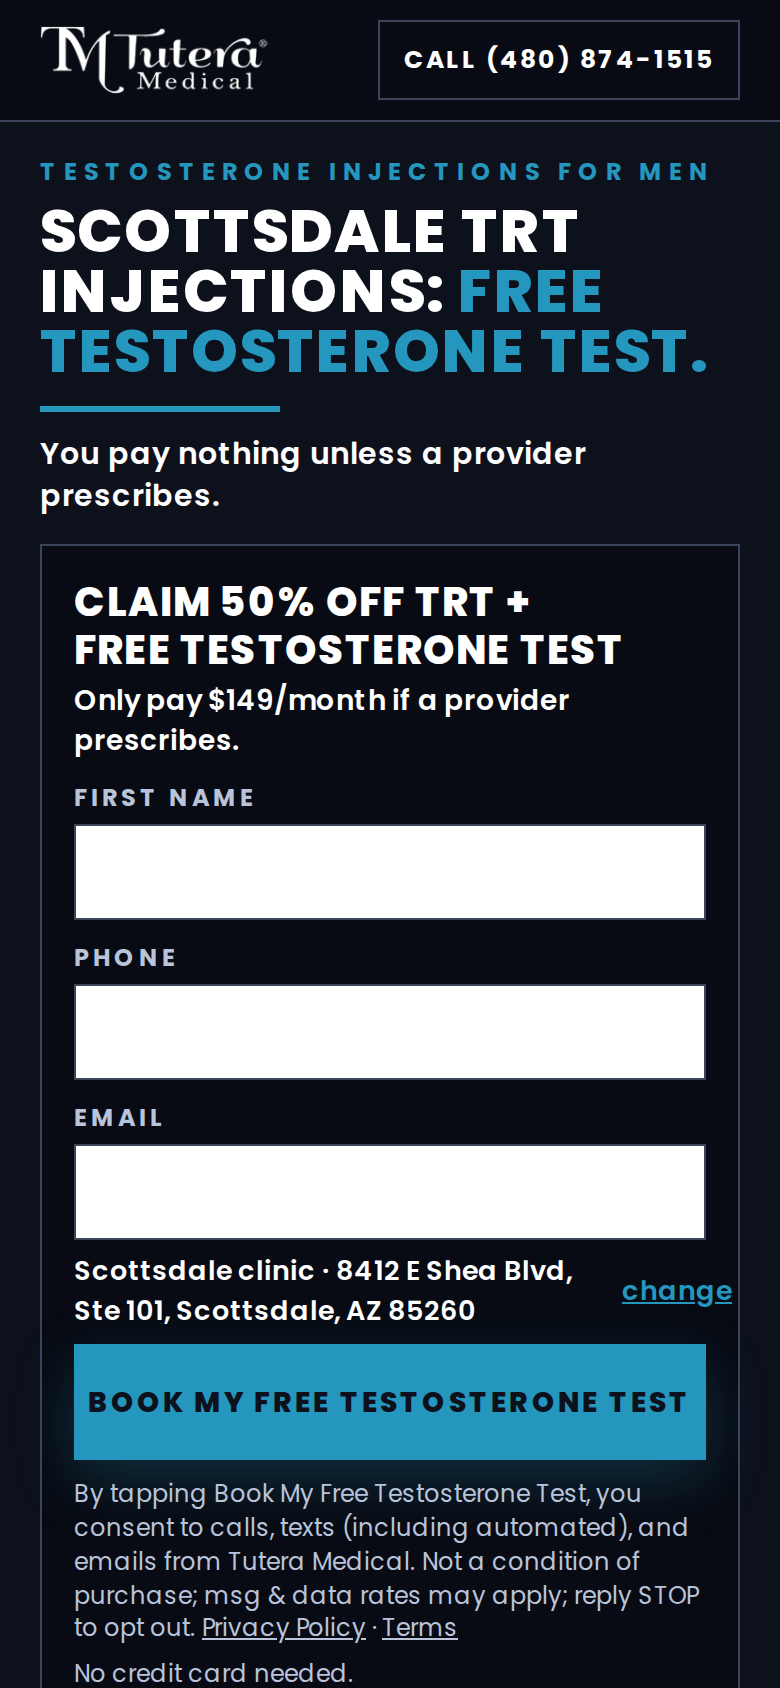 TM Tutera®
Medical
CALL (480) 874-1515
TESTOSTERONE INJECTIONS FOR MEN
SCOTTSDALE TRT
INJECTIONS: FREE
TESTOSTERONE TEST.
You pay nothing unless a provider
prescribes.
CLAIM 50% OFF TRT +
FREE TESTOSTERONE TEST
Only pay $149/month if a provider
prescribes.
FIRST NAME
PHONE
EMAIL
Scottsdale clinic · 8412 E Shea Blvd,
Ste 101, Scottsdale, AZ 85260
change
BOOK MY FREE TESTOSTERONE TEST
By tapping Book My Free Testosterone Test, you
consent to calls, texts (including automated), and
emails from Tutera Medical. Not a condition of
purchase; msg & data rates may apply; reply STOP
to opt out. Privacy Policy · Terms
No credit card needed.